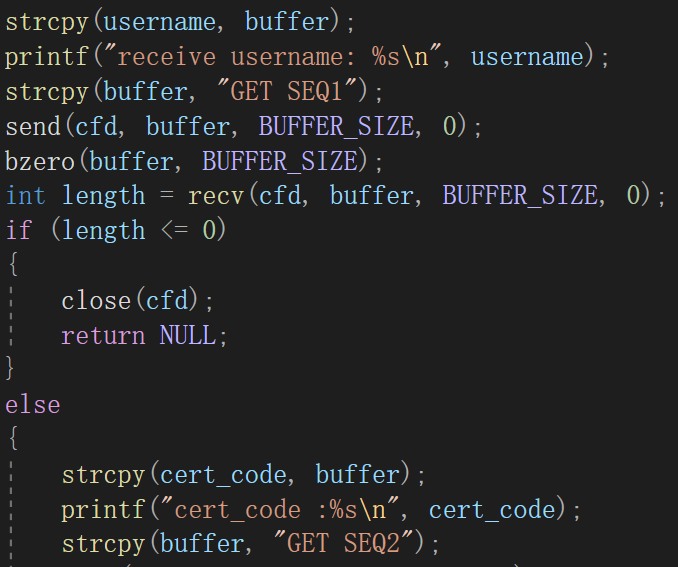 strcpy(username, buffer);
printf("receive username: %s\n", username);
strcpy(buffer, "GET SEQ1");
send(cfd, buffer, BUFFER_SIZE, 0);
bzero(buffer, BUFFER_SIZE);
int length = recv(cfd, buffer, BUFFER_SIZE, 0);
if (length <= 0)
{
    close(cfd);
    return NULL;
}
else
{
    strcpy(cert_code, buffer);
    printf("cert_code :%s\n", cert_code);
    strcpy(buffer, "GET SEQ2");